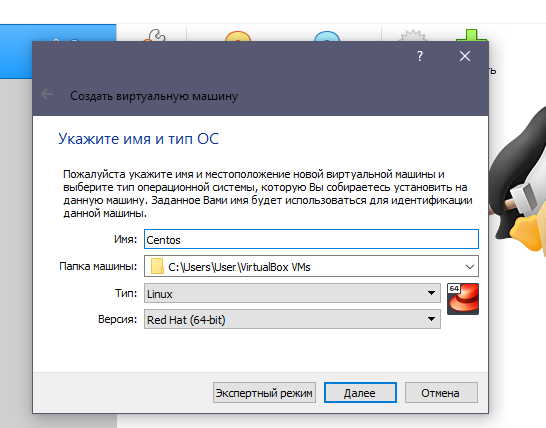 ?
Создать виртуальную машину
Укажите имя и тип ОС
Пожалуйста укажите имя и местоположение новой виртуальной машины и
выберите тип операционной системы, которую Вы собираетесь установить на
данную машину. Заданное Вами имя будет использоваться для идентификации
данной машины.
Имя: Centos
Папка машины: C:\Users\User\VirtualBox VMs
Тип: Linux
64
Версия: Red Hat (64-bit)
Экспертный режим Далее Отмена